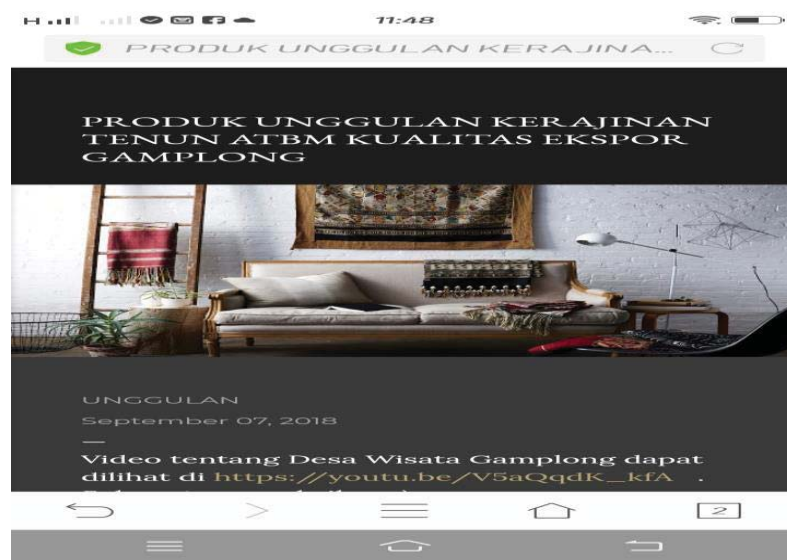 H
11:48
PRODUK UNGGULAN KERAJINA...
PRODUK UNGGULAN KERAJINAN
TENUN ATBM KUALITAS EKSPOR
GAMPLONG
UNGGULAN
September 07, 2018
Video tentang Desa Wisata Gamplong dapat
dilihat di https://youtu.be/V5aQqdK_kfA .
2